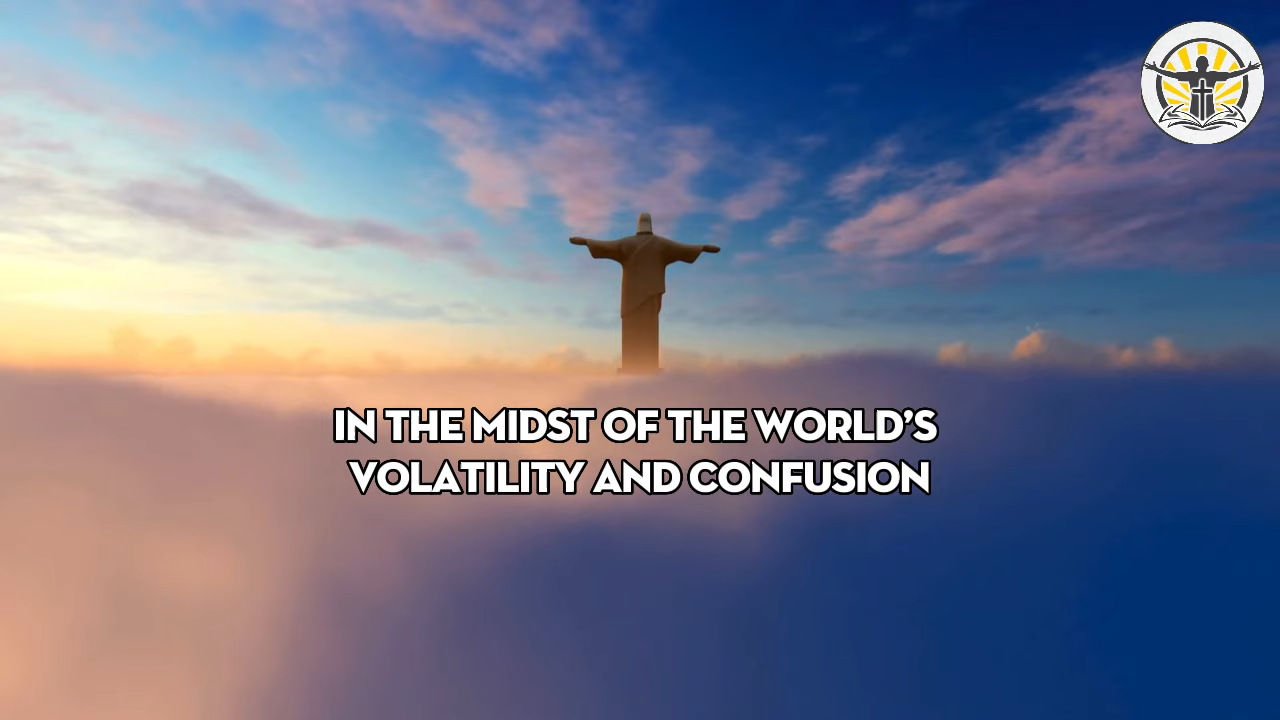 IN THE MIDST OF THE WORLD’S
VOLATILITY AND CONFUSION